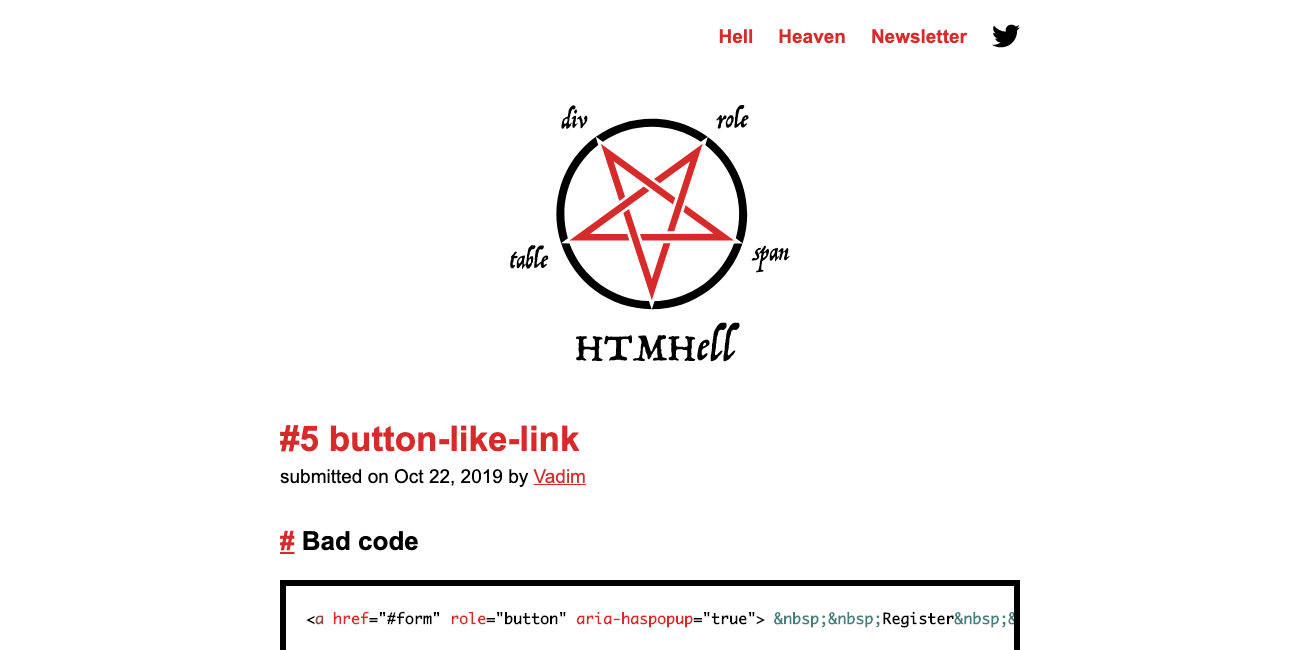 Hell Heaven Newsletter
div role
table span
HTMHell
#5 button-like-link
submitted on Oct 22, 2019 by Vadim
# Bad code
<a href="#form" role="button" aria-haspopup="true"> &nbsp;&nbsp;Register&nbsp;&